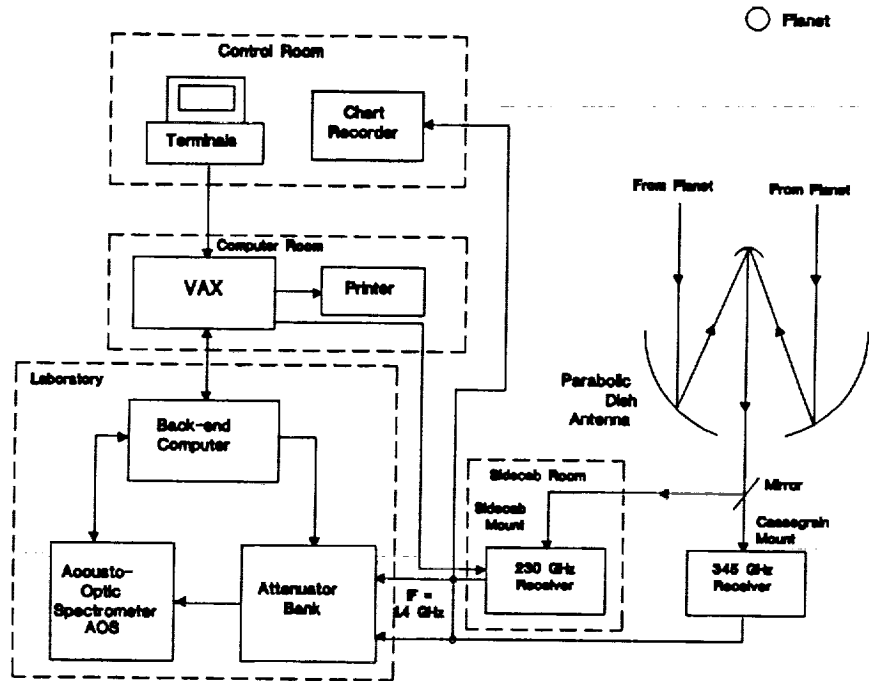 Planet
Control Room
Terminals
Chart
Recorder
From Planet
From Planet
Computer Room
VAX
Printer
Parabolic
Dish
Antenna
Laboratory
Back-end
Computer
Sidecab Room
Sidecab
Mount
Mirror
Cassegrain
Mount
230 GHz
Receiver
345 GHz
Receiver
Acousto-
Optic
Spectrometer
AOS
Attenuator
Bank
IF =
1.4 GHz